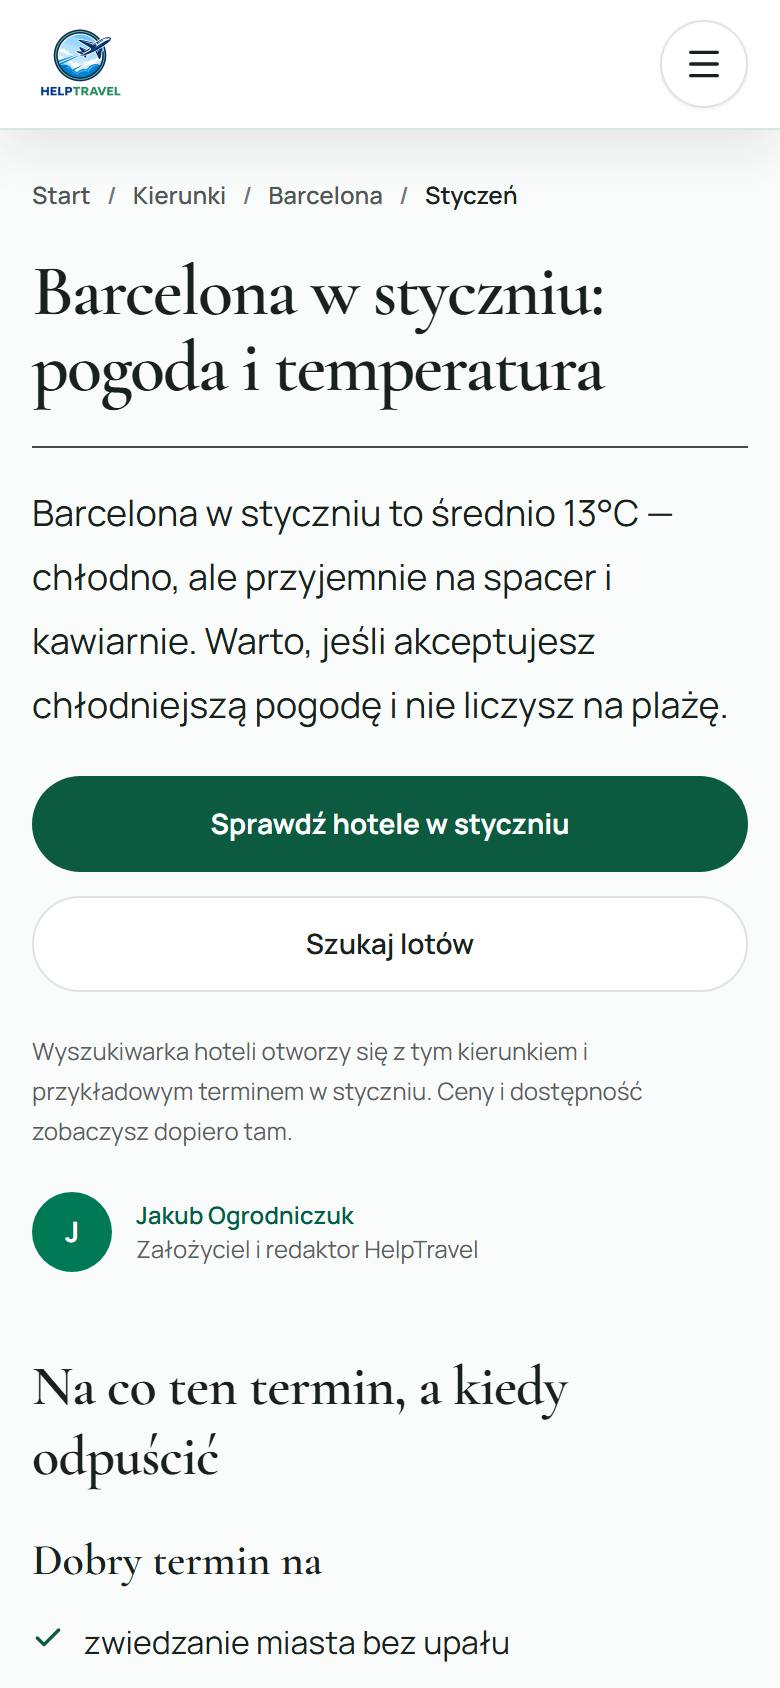 HELPTRAVEL
Start / Kierunki / Barcelona / Styczeń
Barcelona w styczniu:
pogoda i temperatura
Barcelona w styczniu to średnio 13°C —
chłodno, ale przyjemnie na spacer i
kawiarnie. Warto, jeśli akceptujesz
chłodniejszą pogodę i nie liczysz na plażę.
Sprawdź hotele w styczniu
Szukaj lotów
Wyszukiwarka hoteli otworzy się z tym kierunkiem i
przykładowym terminem w styczniu. Ceny i dostępność
zobaczysz dopiero tam.
J
Jakub Ogrodniczuk
Założyciel i redaktor HelpTravel
Na co ten termin, a kiedy
odpuścić
Dobry termin na
zwiedzanie miasta bez upału